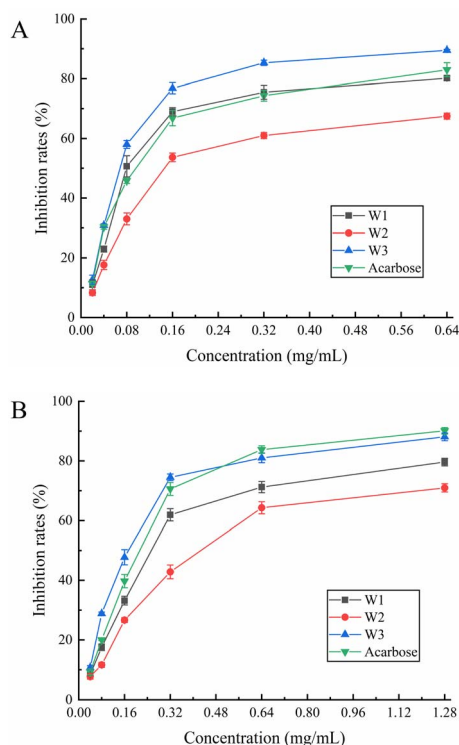 A
100
80
60
40
20
0
Inhibition rates (%)
W1
W2
W3
Acarbose
0.00 0.08 0.16 0.24 0.32 0.40 0.48 0.56 0.64
Concentration (mg/mL)
B
100
80
60
40
20
0
Inhibition rates (%)
W1
W2
W3
Acarbose
0.00 0.16 0.32 0.48 0.64 0.80 0.96 1.12 1.28
Concentration (mg/mL)